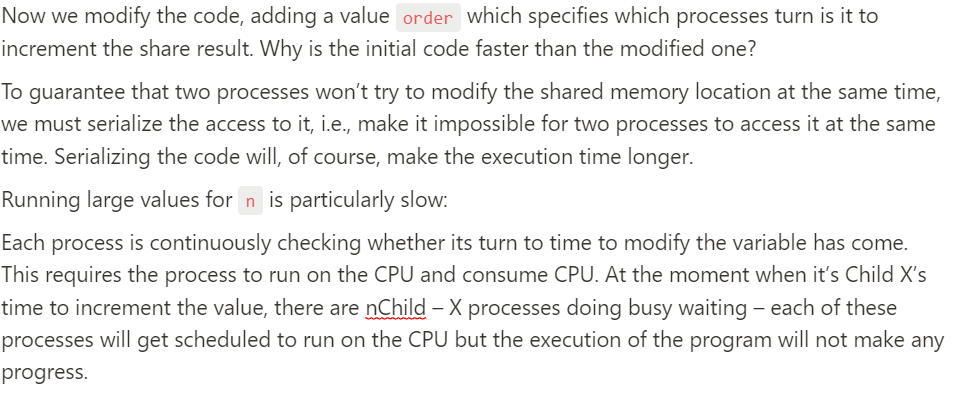 Now we modify the code, adding a value order which specifies which processes turn is it to
increment the share result. Why is the initial code faster than the modified one?
To guarantee that two processes won’t try to modify the shared memory location at the same time,
we must serialize the access to it, i.e., make it impossible for two processes to access it at the same
time. Serializing the code will, of course, make the execution time longer.
Running large values for n is particularly slow:
Each process is continuously checking whether its turn to time to modify the variable has come.
This requires the process to run on the CPU and consume CPU. At the moment when it’s Child X’s
time to increment the value, there are nChild – X processes doing busy waiting – each of these
processes will get scheduled to run on the CPU but the execution of the program will not make any
progress.